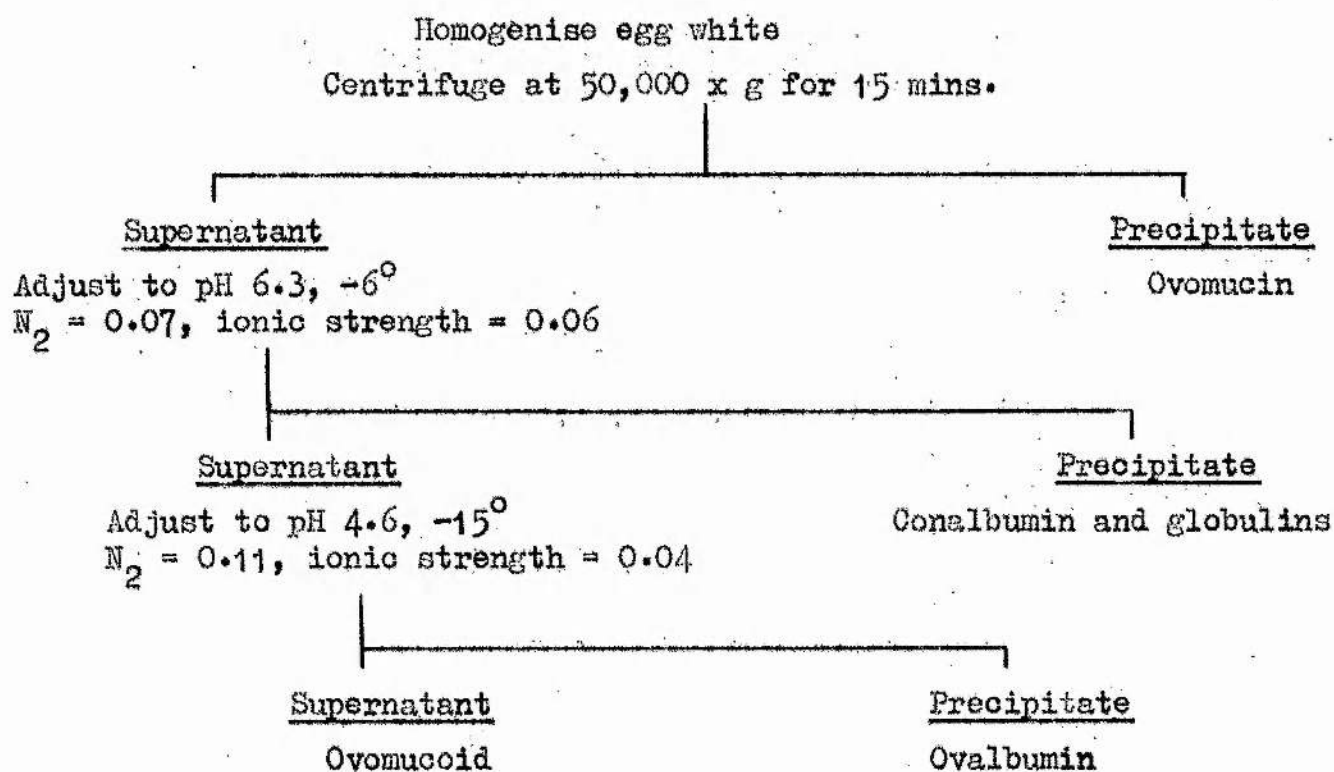 Homogenise egg white
Centrifuge at 50,000 x g for 15 mins.
Supernatant
Precipitate
Adjust to pH 6.3, -6°
Ovomucin
N₂ = 0.07, ionic strength = 0.06
Supernatant
Precipitate
Adjust to pH 4.6, -15°
Conalbumin and globulins
N₂ = 0.11, ionic strength = 0.04
Supernatant
Precipitate
Ovomucoid
Ovalbumin